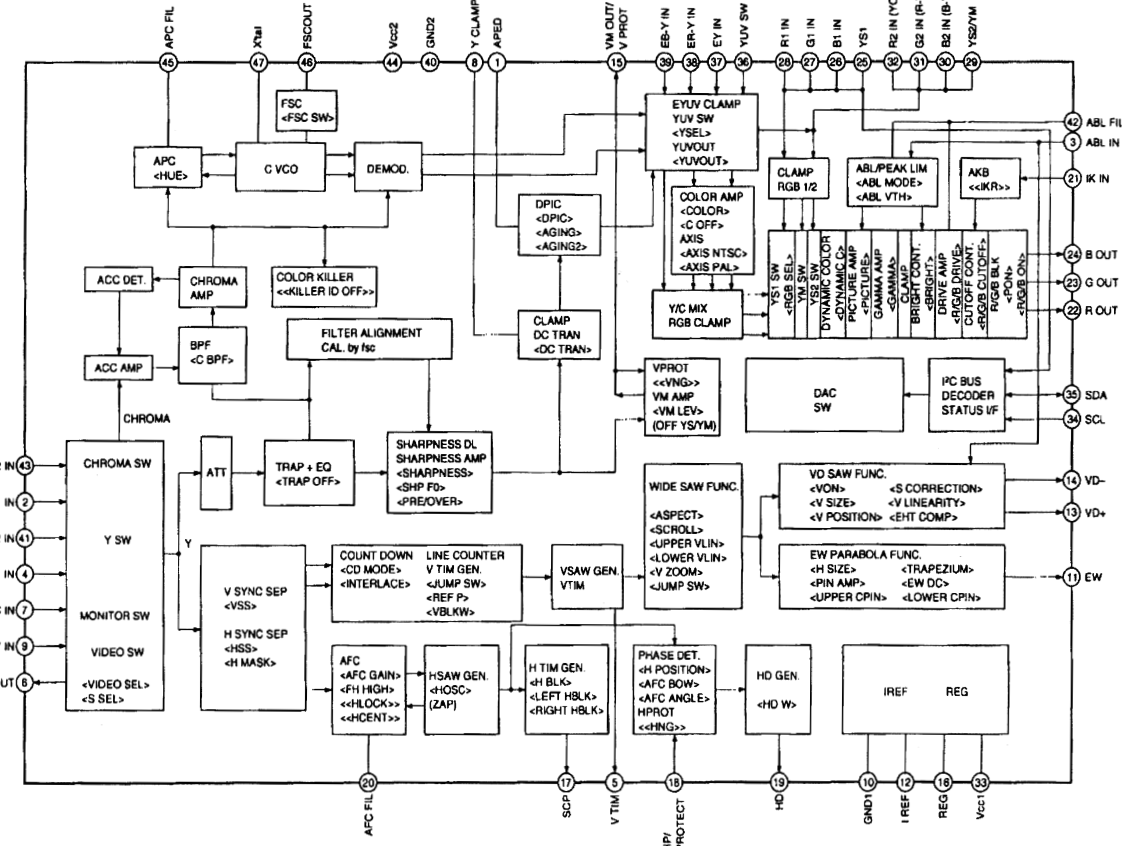 APC FIL
X'tal
FSCOUT
Vcc2
GND2
Y CLAMP
APED
VM OUT/
V PROT
EB-Y IN
ER-Y IN
EY IN
YUV SW
R1 IN
G1 IN
B1 IN
YS1
R2 IN (YC
G2 IN (R-
B2 IN (B-
YS2/YM
45
47
46
44
40
8
1
15
39
38
37
36
28
27
26
25
32
31
30
29
FSC
<FSC SW>
EYUV CLAMP
YUV SW
<YSEL>
YUVOUT
<YUVOUT>
42 ABL FIL
3 ABL IN
APC
<HUE>
C VCO
DEMOD.
CLAMP
RGB 1/2
ABL/PEAK LIM
<ABL MODE>
<ABL VTH>
AKB
<<IKR>>
21 IK IN
DPIC
<DPIC>
<AGING>
<AGING2>
COLOR AMP
<COLOR>
<C OFF>
AXIS
<AXIS NTSC>
<AXIS PAL>
YS1 SW
<RGB SEL>
YM SW
YS2 SW
DYNAMIC COLOR
<DYNAMIC C>
PICTURE AMP
<PICTURE>
GAMMA AMP
<GAMMA>
CLAMP
BRIGHT CONT.
<BRIGHT>
DRIVE AMP
<R/G/B DRIVE>
CUTOFF CONT.
<R/G/B CUTOFF>
R/G/B BLK
<PON>
<R/G/B ON>
24 B OUT
23 G OUT
22 R OUT
ACC DET.
CHROMA
AMP
COLOR KILLER
<<KILLER ID OFF>>
Y/C MIX
RGB CLAMP
FILTER ALIGNMENT
CAL. by fsc
CLAMP
DC TRAN
<DC TRAN>
BPF
<C BPF>
ACC AMP
VPROT
<<VNG>>
VM AMP
<VM LEV>
(OFF YS/YM)
DAC
SW
I²C BUS
DECODER
STATUS I/F
35 SDA
34 SCL
CHROMA
IN 43
IN 2
IN 41
IN 4
IN 7
IN 9
OUT 6
CHROMA SW
Y SW
MONITOR SW
VIDEO SW
<VIDEO SEL>
<S SEL>
ATT
TRAP + EQ
<TRAP OFF>
SHARPNESS DL
SHARPNESS AMP
<SHARPNESS>
<SHP F0>
<PRE/OVER>
WIDE SAW FUNC.
<ASPECT>
<SCROLL>
<UPPER VLIN>
<LOWER VLIN>
<V ZOOM>
<JUMP SW>
VD SAW FUNC.
<VON> <S CORRECTION>
<V SIZE> <V LINEARITY>
<V POSITION> <EHT COMP>
14 VD-
13 VD+
Y
V SYNC SEP
<VSS>
H SYNC SEP
<HSS>
<H MASK>
COUNT DOWN LINE COUNTER
<CD MODE> V TIM GEN.
<INTERLACE> <JUMP SW>
<REF P>
<VBLKW>
VSAW GEN.
VTIM
EW PARABOLA FUNC.
<H SIZE> <TRAPEZIUM>
<PIN AMP> <EW DC>
<UPPER CPIN> <LOWER CPIN>
11 EW
AFC
<AFC GAIN>
<FH HIGH>
<<HLOCK>>
<<HCENT>>
HSAW GEN.
<HOSC>
(ZAP)
H TIM GEN.
<H BLK>
<LEFT HBLK>
<RIGHT HBLK>
PHASE DET.
<H POSITION>
<AFC BOW>
<AFC ANGLE>
HPROT
<<HNG>>
HD GEN.
<HD W>
IREF REG
20
17
5
18
19
10
12
16
33
AFC FIL
SCP
V TIM
PROTECT
HD
GND1
I REF
REG
Vcc1